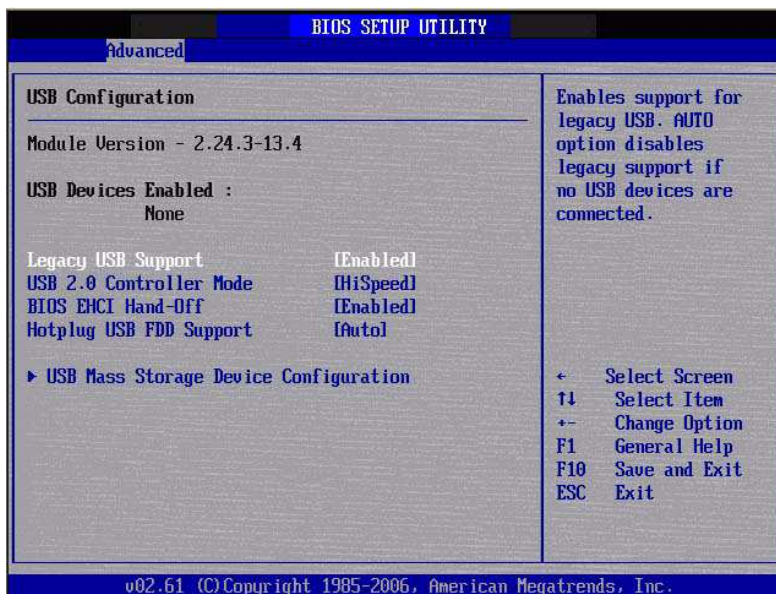 BIOS SETUP UTILITY
Advanced
USB Configuration
Module Version - 2.24.3-13.4
USB Devices Enabled :
None
Legacy USB Support [Enabled]
USB 2.0 Controller Mode [HiSpeed]
BIOS EHCI Hand-Off [Enabled]
Hotplug USB FDD Support [Auto]
▶ USB Mass Storage Device Configuration
Enables support for
legacy USB. AUTO
option disables
legacy support if
no USB devices are
connected.
← Select Screen
↑↓ Select Item
+- Change Option
F1 General Help
F10 Save and Exit
ESC Exit
v02.61 (C)Copyright 1985-2006, American Megatrends, Inc.